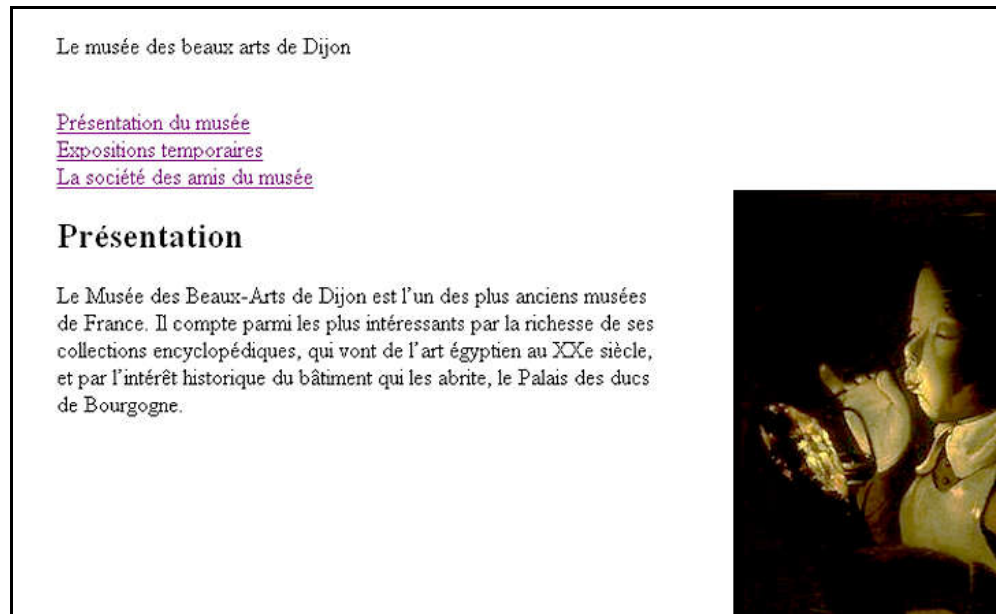 Le musée des beaux arts de Dijon
Présentation du musée
Expositions temporaires
La société des amis du musée
Présentation
Le Musée des Beaux-Arts de Dijon est l'un des plus anciens musées
de France. Il compte parmi les plus intéressants par la richesse de ses
collections encyclopédiques, qui vont de l'art égyptien au XXe siècle,
et par l'intérêt historique du bâtiment qui les abrite, le Palais des ducs
de Bourgogne.